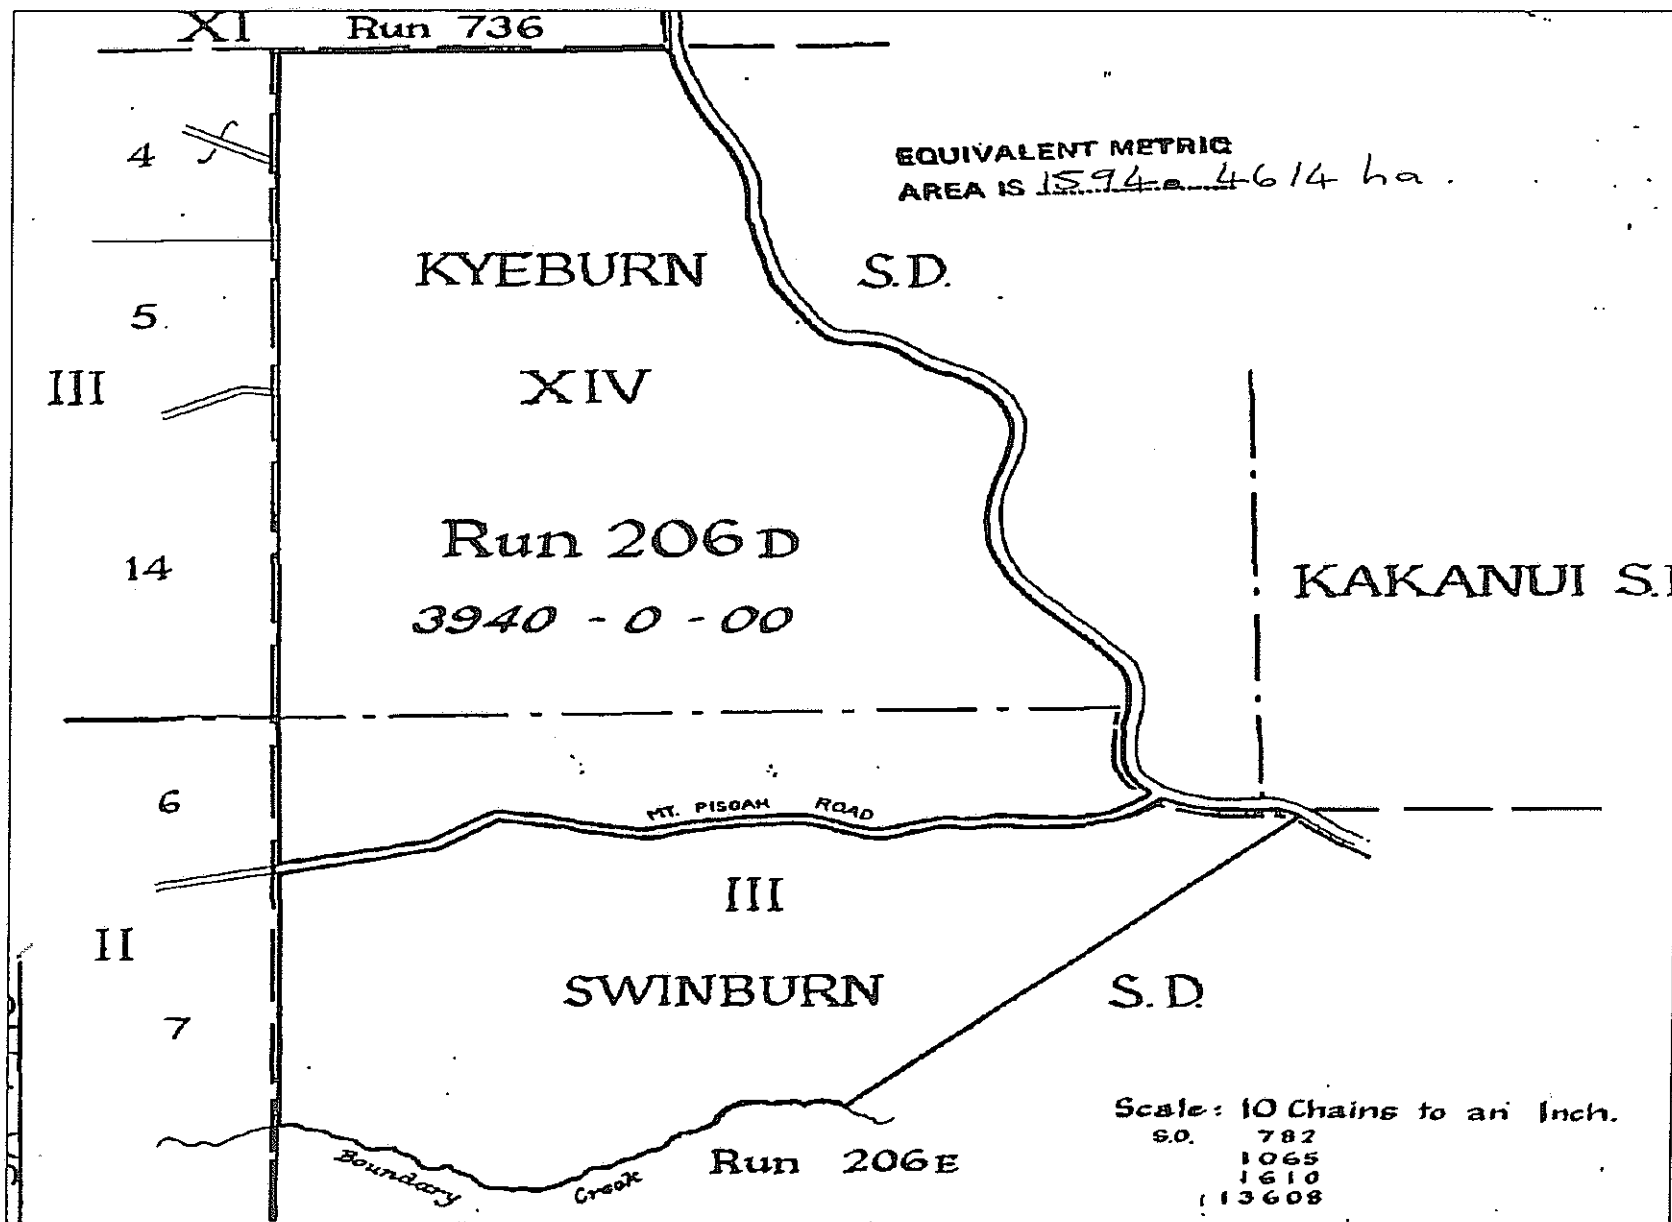 XI Run 736
4
EQUIVALENT METRIC
AREA IS 1594.4614 ha.
KYEBURN S.D.
5
III XIV
Run 206 D
14
KAKANUI S.
3940 - 0 - 00
6
MT. PISGAH ROAD
III
II
SWINBURN S.D.
7
Scale: 10 Chains to an Inch.
S.O. 782
1065
1610
13608
Boundary Creek
Run 206E